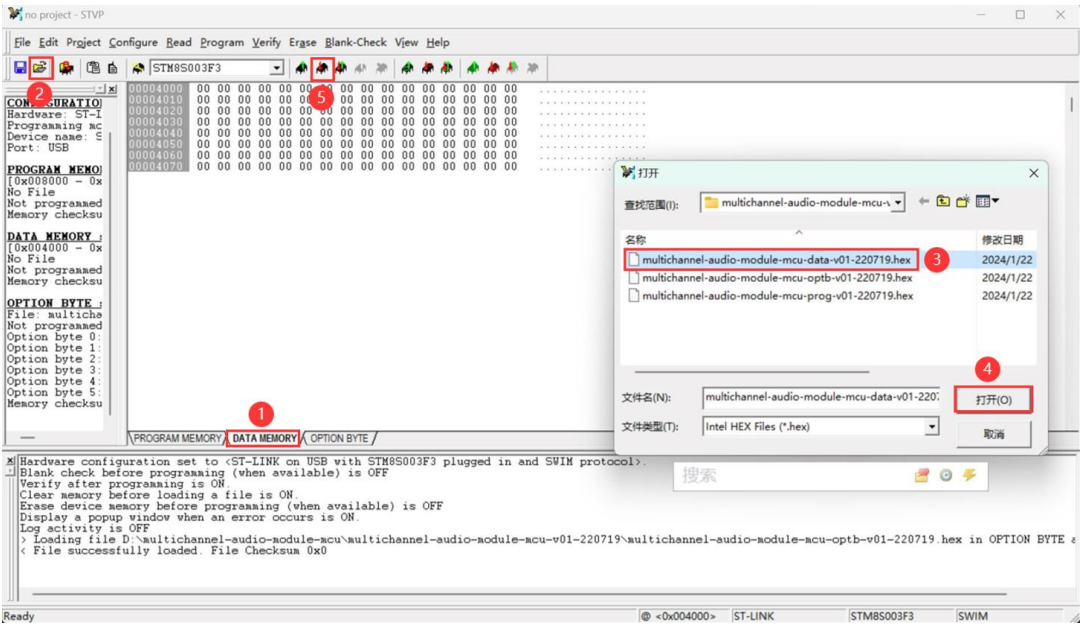 no project - STVP
File Edit Project Configure Read Program Verify Erase Blank-Check View Help
STM8S003F3
2
5
CONFIGURATIO
Hardware: ST-L
Programming mo
Device name: S
Port: USB
PROGRAM MEMO
[0x008000 - 0x
No File
Not programmed
Memory checksu
DATA MEMORY :
[0x004000 - 0x
No File
Not programmed
Memory checksu
OPTION BYTE :
File: multicha
Not programmed
Option byte 0:
Option byte 1:
Option byte 2:
Option byte 3:
Option byte 4:
Option byte 5:
Memory checksu
00004000 00 00 00 00 00 00 00 00 00 00 00 00 00 00 00 00 ................
00004010 00 00 00 00 00 00 00 00 00 00 00 00 00 00 00 ................
00004020 00 00 00 00 00 00 00 00 00 00 00 00 00 00 00 ................
00004030 00 00 00 00 00 00 00 00 00 00 00 00 00 00 00 00 ................
00004040 00 00 00 00 00 00 00 00 00 00 00 00 00 00 00 00 ................
00004050 00 00 00 00 00 00 00 00 00 00 00 00 00 00 00 00 ................
00004060 00 00 00 00 00 00 00 00 00 00 00 00 00 00 00 00 ................
00004070 00 00 00 00 00 00 00 00 00 00 00 00 00 00 00 00
1
PROGRAM MEMORY DATA MEMORY OPTION BYTE
打开
查找范围(I): multichannel-audio-module-mcu-v
名称 修改日期
multichannel-audio-module-mcu-data-v01-220719.hex 2024/1/22
3
multichannel-audio-module-mcu-optb-v01-220719.hex 2024/1/22
multichannel-audio-module-mcu-prog-v01-220719.hex 2024/1/22
4
文件名(N): multichannel-audio-module-mcu-data-v01-220 打开(O)
文件类型(T): Intel HEX Files (*.hex) 取消
搜索
Hardware configuration set to <ST-LINK on USB with STM8S003F3 plugged in and SWIM protocol>.
Blank check before programming (when available) is OFF
Verify after programming is ON.
Clear memory before loading a file is ON.
Erase device memory before programming (when available) is OFF
Display a popup window when an error occurs is ON.
Log activity is OFF
> Loading file D:\multichannel-audio-module-mcu\multichannel-audio-module-mcu-v01-220719\multichannel-audio-module-mcu-optb-v01-220719.hex in OPTION BYTE a
< File successfully loaded. File Checksum 0x0
Ready @ <0x004000> ST-LINK STM8S003F3 SWIM